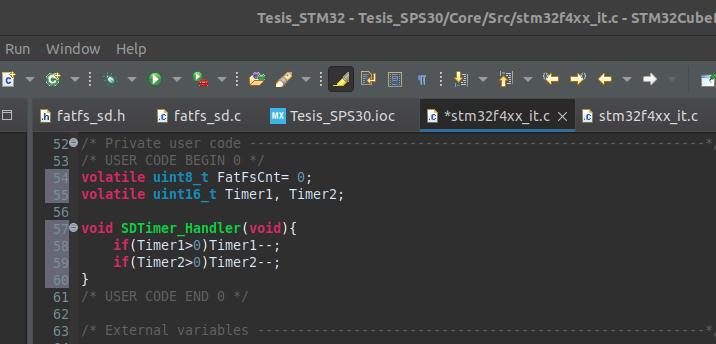 Tesis_STM32 - Tesis_SPS30/Core/Src/stm32f4xx_it.c - STM32CubeI
Run Window Help
fatfs_sd.h fatfs_sd.c Tesis_SPS30.ioc *stm32f4xx_it.c stm32f4xx_it.c
52 /* Private user code ---------------------------------------------------------*/
53 /* USER CODE BEGIN 0 */
54 volatile uint8_t FatFsCnt= 0;
55 volatile uint16_t Timer1, Timer2;
56
57 void SDTimer_Handler(void){
58 if(Timer1>0)Timer1--;
59 if(Timer2>0)Timer2--;
60 }
61 /* USER CODE END 0 */
62
63 /* External variables --------------------------------------------------------*/